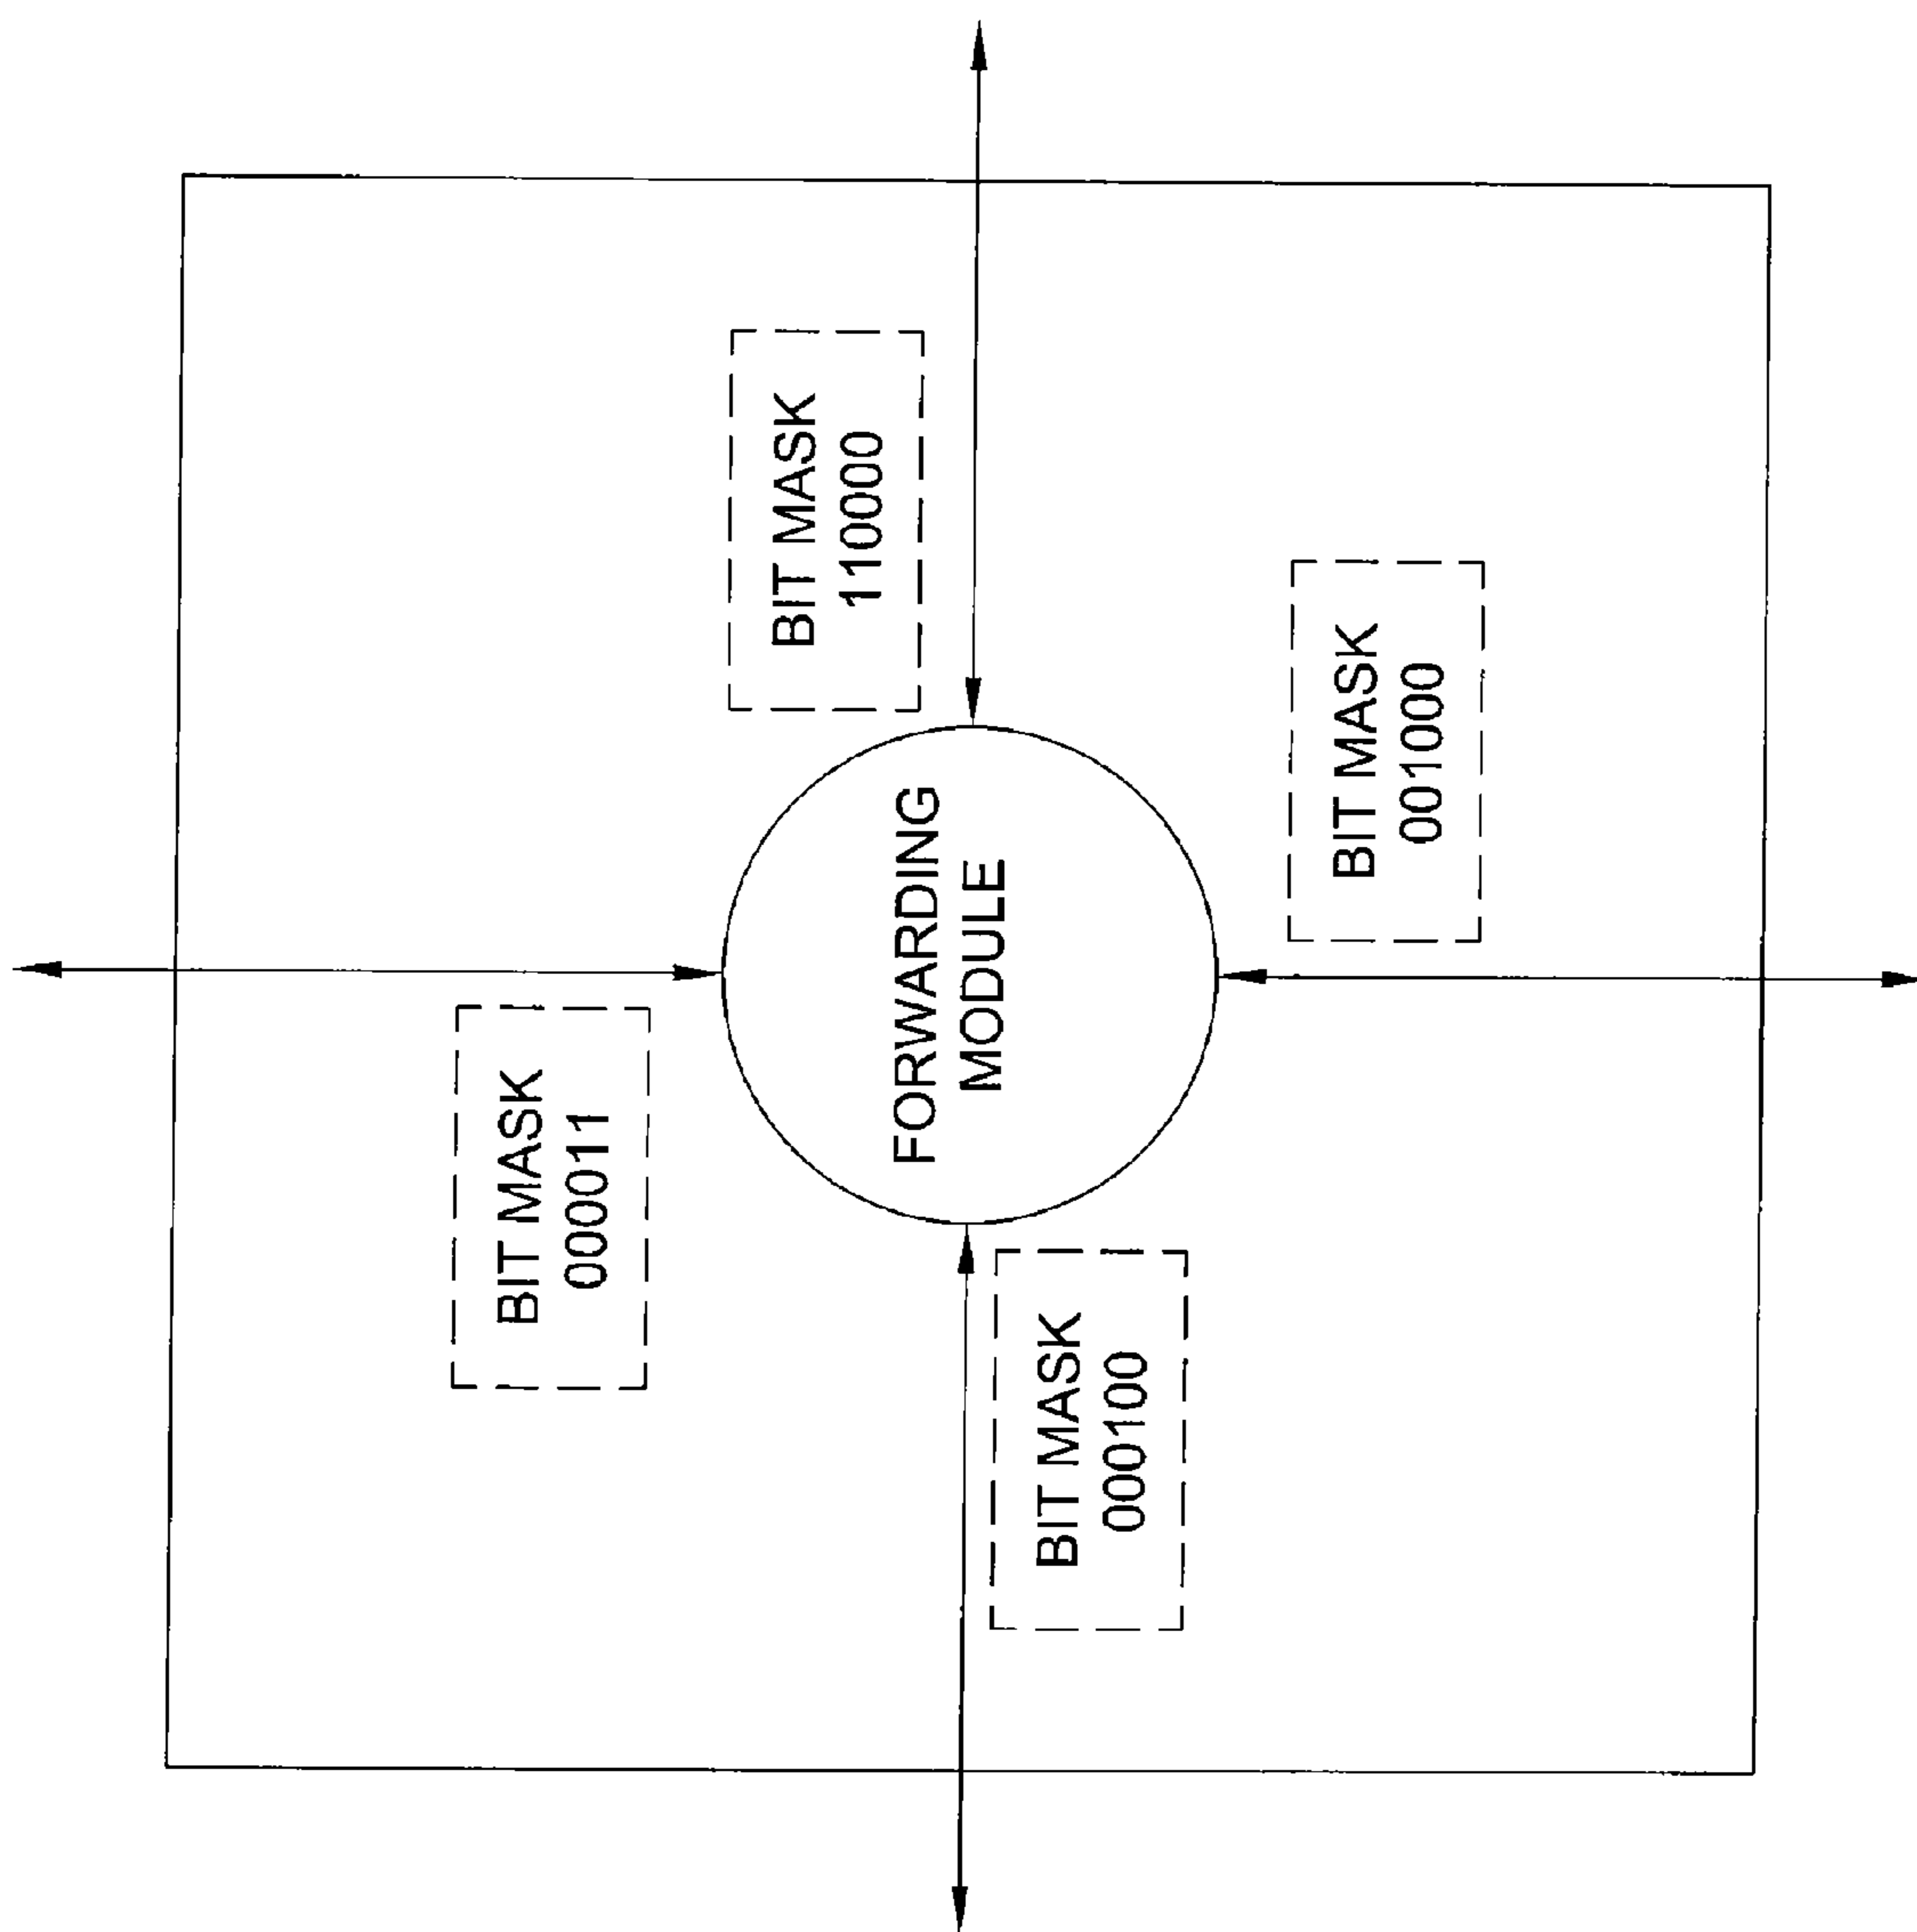 BIT MASK
000011
BIT MASK
110000
FORWARDING
MODULE
BIT MASK
000100
BIT MASK
001000